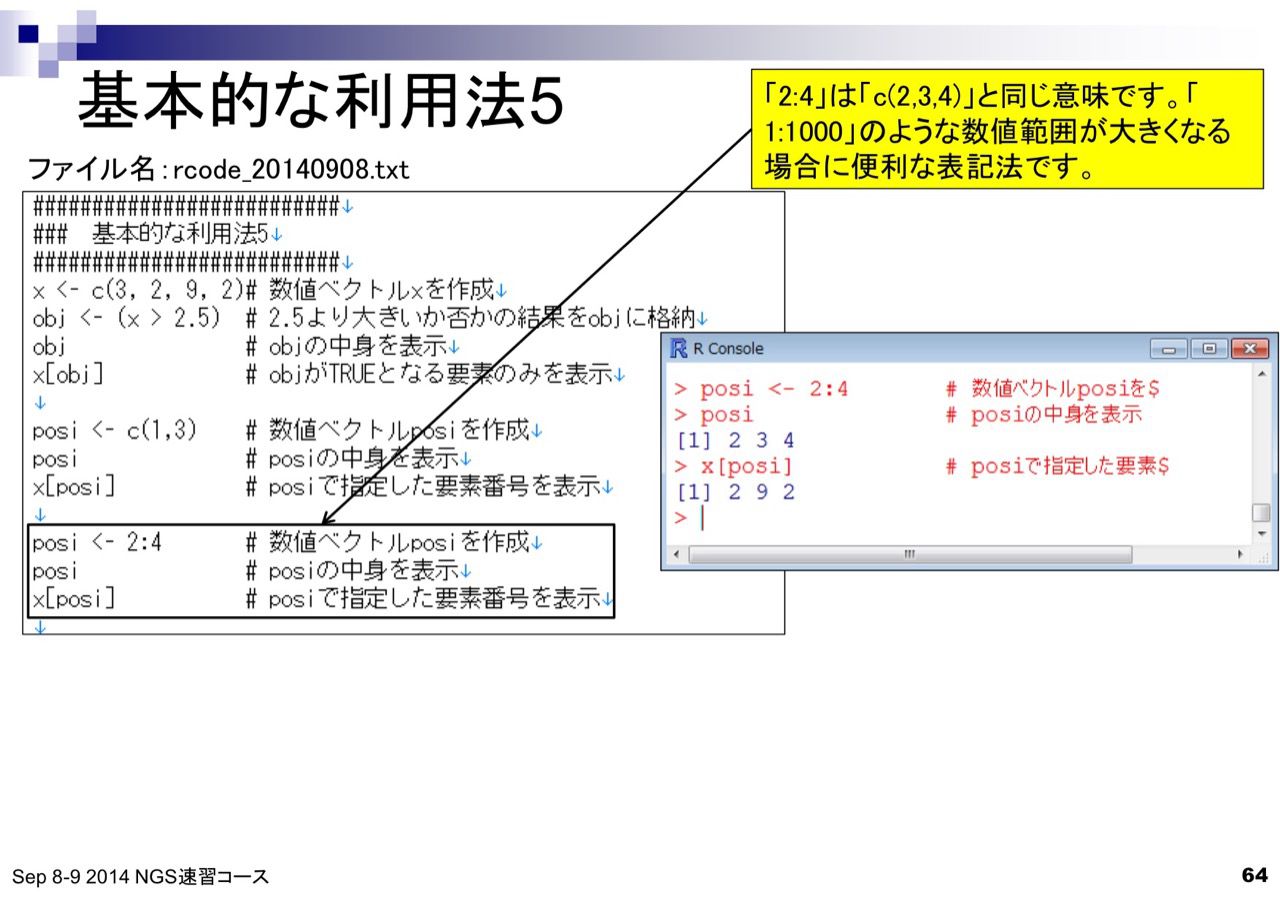 基本的な利用法5
「2:4」は「c(2,3,4)」と同じ意味です。「
1:1000」のような数値範囲が大きくなる
場合に便利な表記法です。
ファイル名：rcode_20140908.txt
##########################↓
###　基本的な利用法5↓
##########################↓
x <- c(3, 2, 9, 2)# 数値ベクトルxを作成↓
obj <- (x > 2.5)  # 2.5より大きいか否かの結果をobjに格納↓
obj               # objの中身を表示↓
x[obj]            # objがTRUEとなる要素のみを表示↓
↓
posi <- c(1,3)    # 数値ベクトルposiを作成↓
posi              # posiの中身を表示↓
x[posi]           # posiで指定した要素番号を表示↓
↓
posi <- 2:4       # 数値ベクトルposiを作成↓
posi              # posiの中身を表示↓
x[posi]           # posiで指定した要素番号を表示↓
↓
R Console
> posi <- 2:4       # 数値ベクトルposiを$
> posi              # posiの中身を表示
[1] 2 3 4
> x[posi]           # posiで指定した要素$
[1] 2 9 2
>
Sep 8-9 2014 NGS速習コース
64